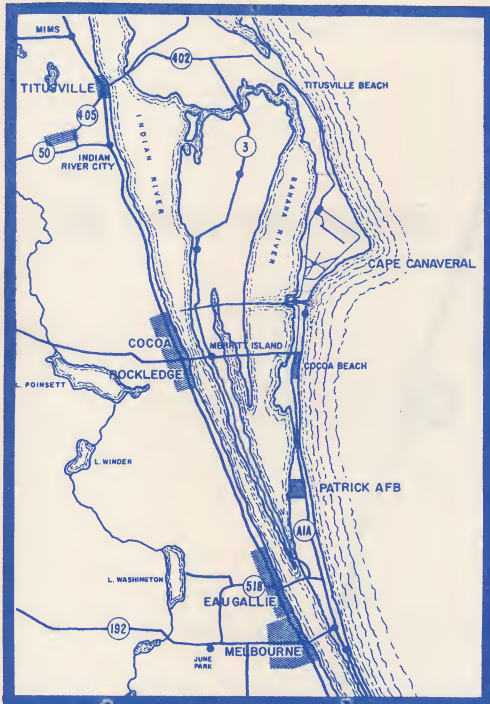 MIMS
402
TITUSVILLE
TITUSVILLE BEACH
405
50
INDIAN
RIVER CITY
INDIAN RIVER
3
BANANA RIVER
CAPE CANAVERAL
COCOA
MERRITT ISLAND
ROCKLEDGE
COCOA BEACH
L. POINSETT
L. WINDER
PATRICK AFB
A1A
L. WASHINGTON
518
EAU GALLIE
192
JUNE
PARK
MELBOURNE